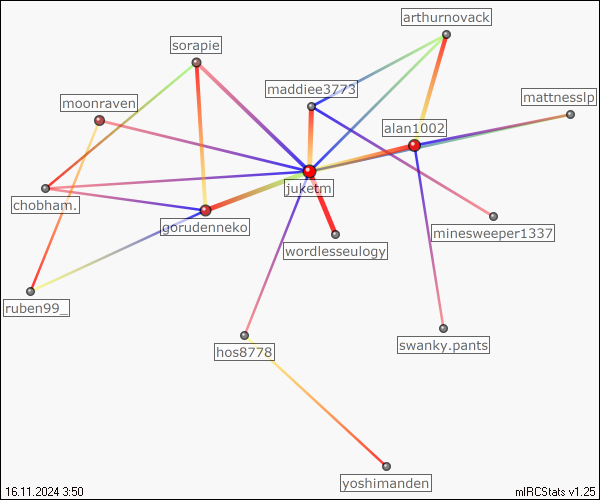 arthurnovack
sorapie
maddiee3773
mattnesslp
moonraven
alan1002
juketm
chobham.
gorudenneko
minesweeper1337
wordlesseulogy
ruben99_
swanky.pants
hos8778
yoshimanden
16.11.2024 3:50
mIRCStats v1.25